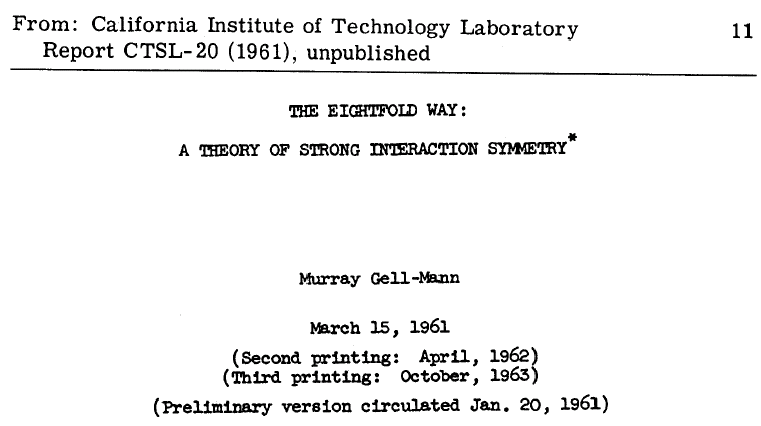 From: California Institute of Technology Laboratory 11
Report CTSL-20 (1961), unpublished
THE EIGHTFOLD WAY:
A THEORY OF STRONG INTERACTION SYMMETRY*
Murray Gell-Mann
March 15, 1961
(Second printing: April, 1962)
(Third printing: October, 1963)
(Preliminary version circulated Jan. 20, 1961)